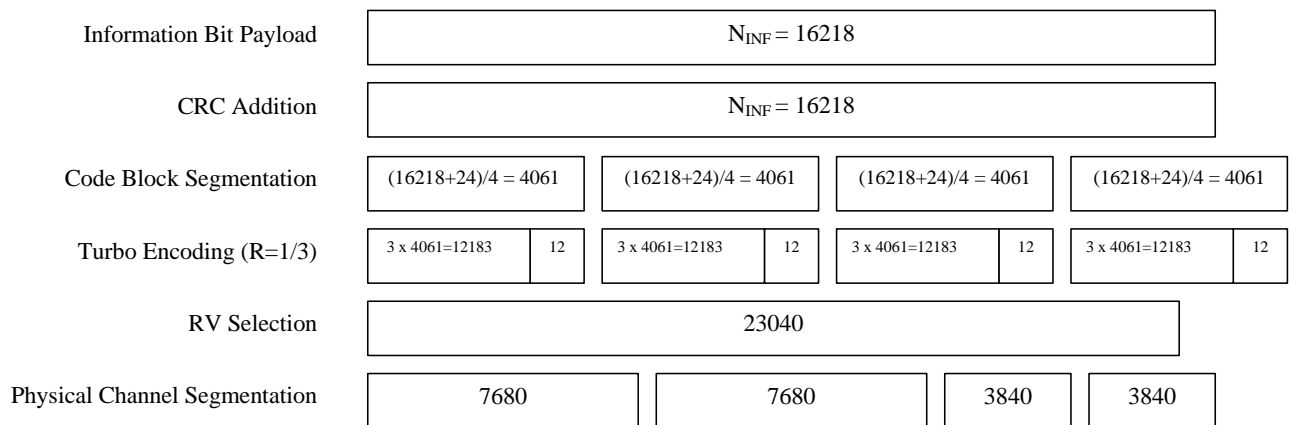 Information Bit Payload N_INF = 16218
CRC Addition N_INF = 16218
Code Block Segmentation (16218+24)/4 = 4061 (16218+24)/4 = 4061 (16218+24)/4 = 4061 (16218+24)/4 = 4061
Turbo Encoding (R=1/3) 3 x 4061=12183 12 3 x 4061=12183 12 3 x 4061=12183 12 3 x 4061=12183 12
RV Selection 23040
Physical Channel Segmentation 7680 7680 3840 3840